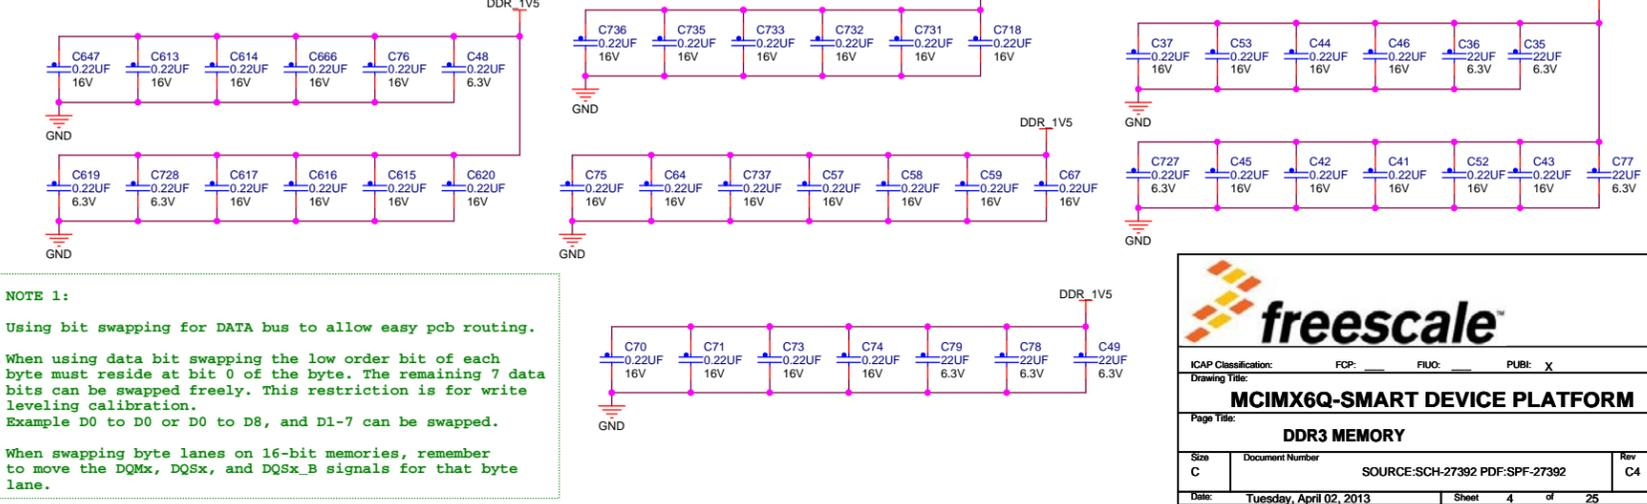 DDR_1V5
C647 C613 C614 C666 C76 C48
0.22UF 0.22UF 0.22UF 0.22UF 0.22UF 0.22UF
16V 16V 16V 16V 16V 6.3V
GND
C619 C728 C617 C616 C615 C620
0.22UF 0.22UF 0.22UF 0.22UF 0.22UF 0.22UF
6.3V 6.3V 16V 16V 16V 16V
GND
C736 C735 C733 C732 C731 C718
0.22UF 0.22UF 0.22UF 0.22UF 0.22UF 0.22UF
16V 16V 16V 16V 16V 16V
GND
DDR_1V5
C75 C64 C737 C57 C58 C59 C67
0.22UF 0.22UF 0.22UF 0.22UF 0.22UF 0.22UF 0.22UF
16V 16V 16V 16V 16V 16V 16V
GND
C37 C53 C44 C46 C36 C35
0.22UF 0.22UF 0.22UF 0.22UF 22UF 22UF
16V 16V 16V 16V 6.3V 6.3V
GND
C727 C45 C42 C41 C52 C43 C77
0.22UF 0.22UF 0.22UF 0.22UF 0.22UF 0.22UF 22UF
6.3V 16V 16V 16V 16V 16V 6.3V
GND
DDR_1V5
C70 C71 C73 C74 C79 C78 C49
0.22UF 0.22UF 0.22UF 0.22UF 22UF 22UF 22UF
16V 16V 16V 16V 6.3V 6.3V 6.3V
GND
NOTE 1:
Using bit swapping for DATA bus to allow easy pcb routing.
When using data bit swapping the low order bit of each
byte must reside at bit 0 of the byte. The remaining 7 data
bits can be swapped freely. This restriction is for write
leveling calibration.
Example D0 to D0 or D0 to D8, and D1-7 can be swapped.
When swapping byte lanes on 16-bit memories, remember
to move the DQMx, DQSx, and DQSx_B signals for that byte
lane.
freescale™
ICAP Classification: FCP: ___ FIUO: ___ PUBI: X
Drawing Title:
MCIMX6Q-SMART DEVICE PLATFORM
Page Title:
DDR3 MEMORY
Size Document Number Rev
C SOURCE:SCH-27392 PDF:SPF-27392 C4
Date: Tuesday, April 02, 2013 Sheet 4 of 25